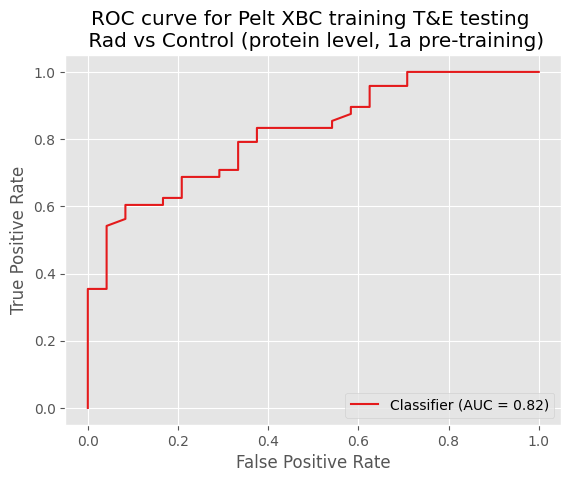 ROC curve for Pelt XBC training T&E testing
Rad vs Control (protein level, 1a pre-training)
True Positive Rate
1.0
0.8
0.6
0.4
0.2
0.0
Classifier (AUC = 0.82)
0.0 0.2 0.4 0.6 0.8 1.0
False Positive Rate